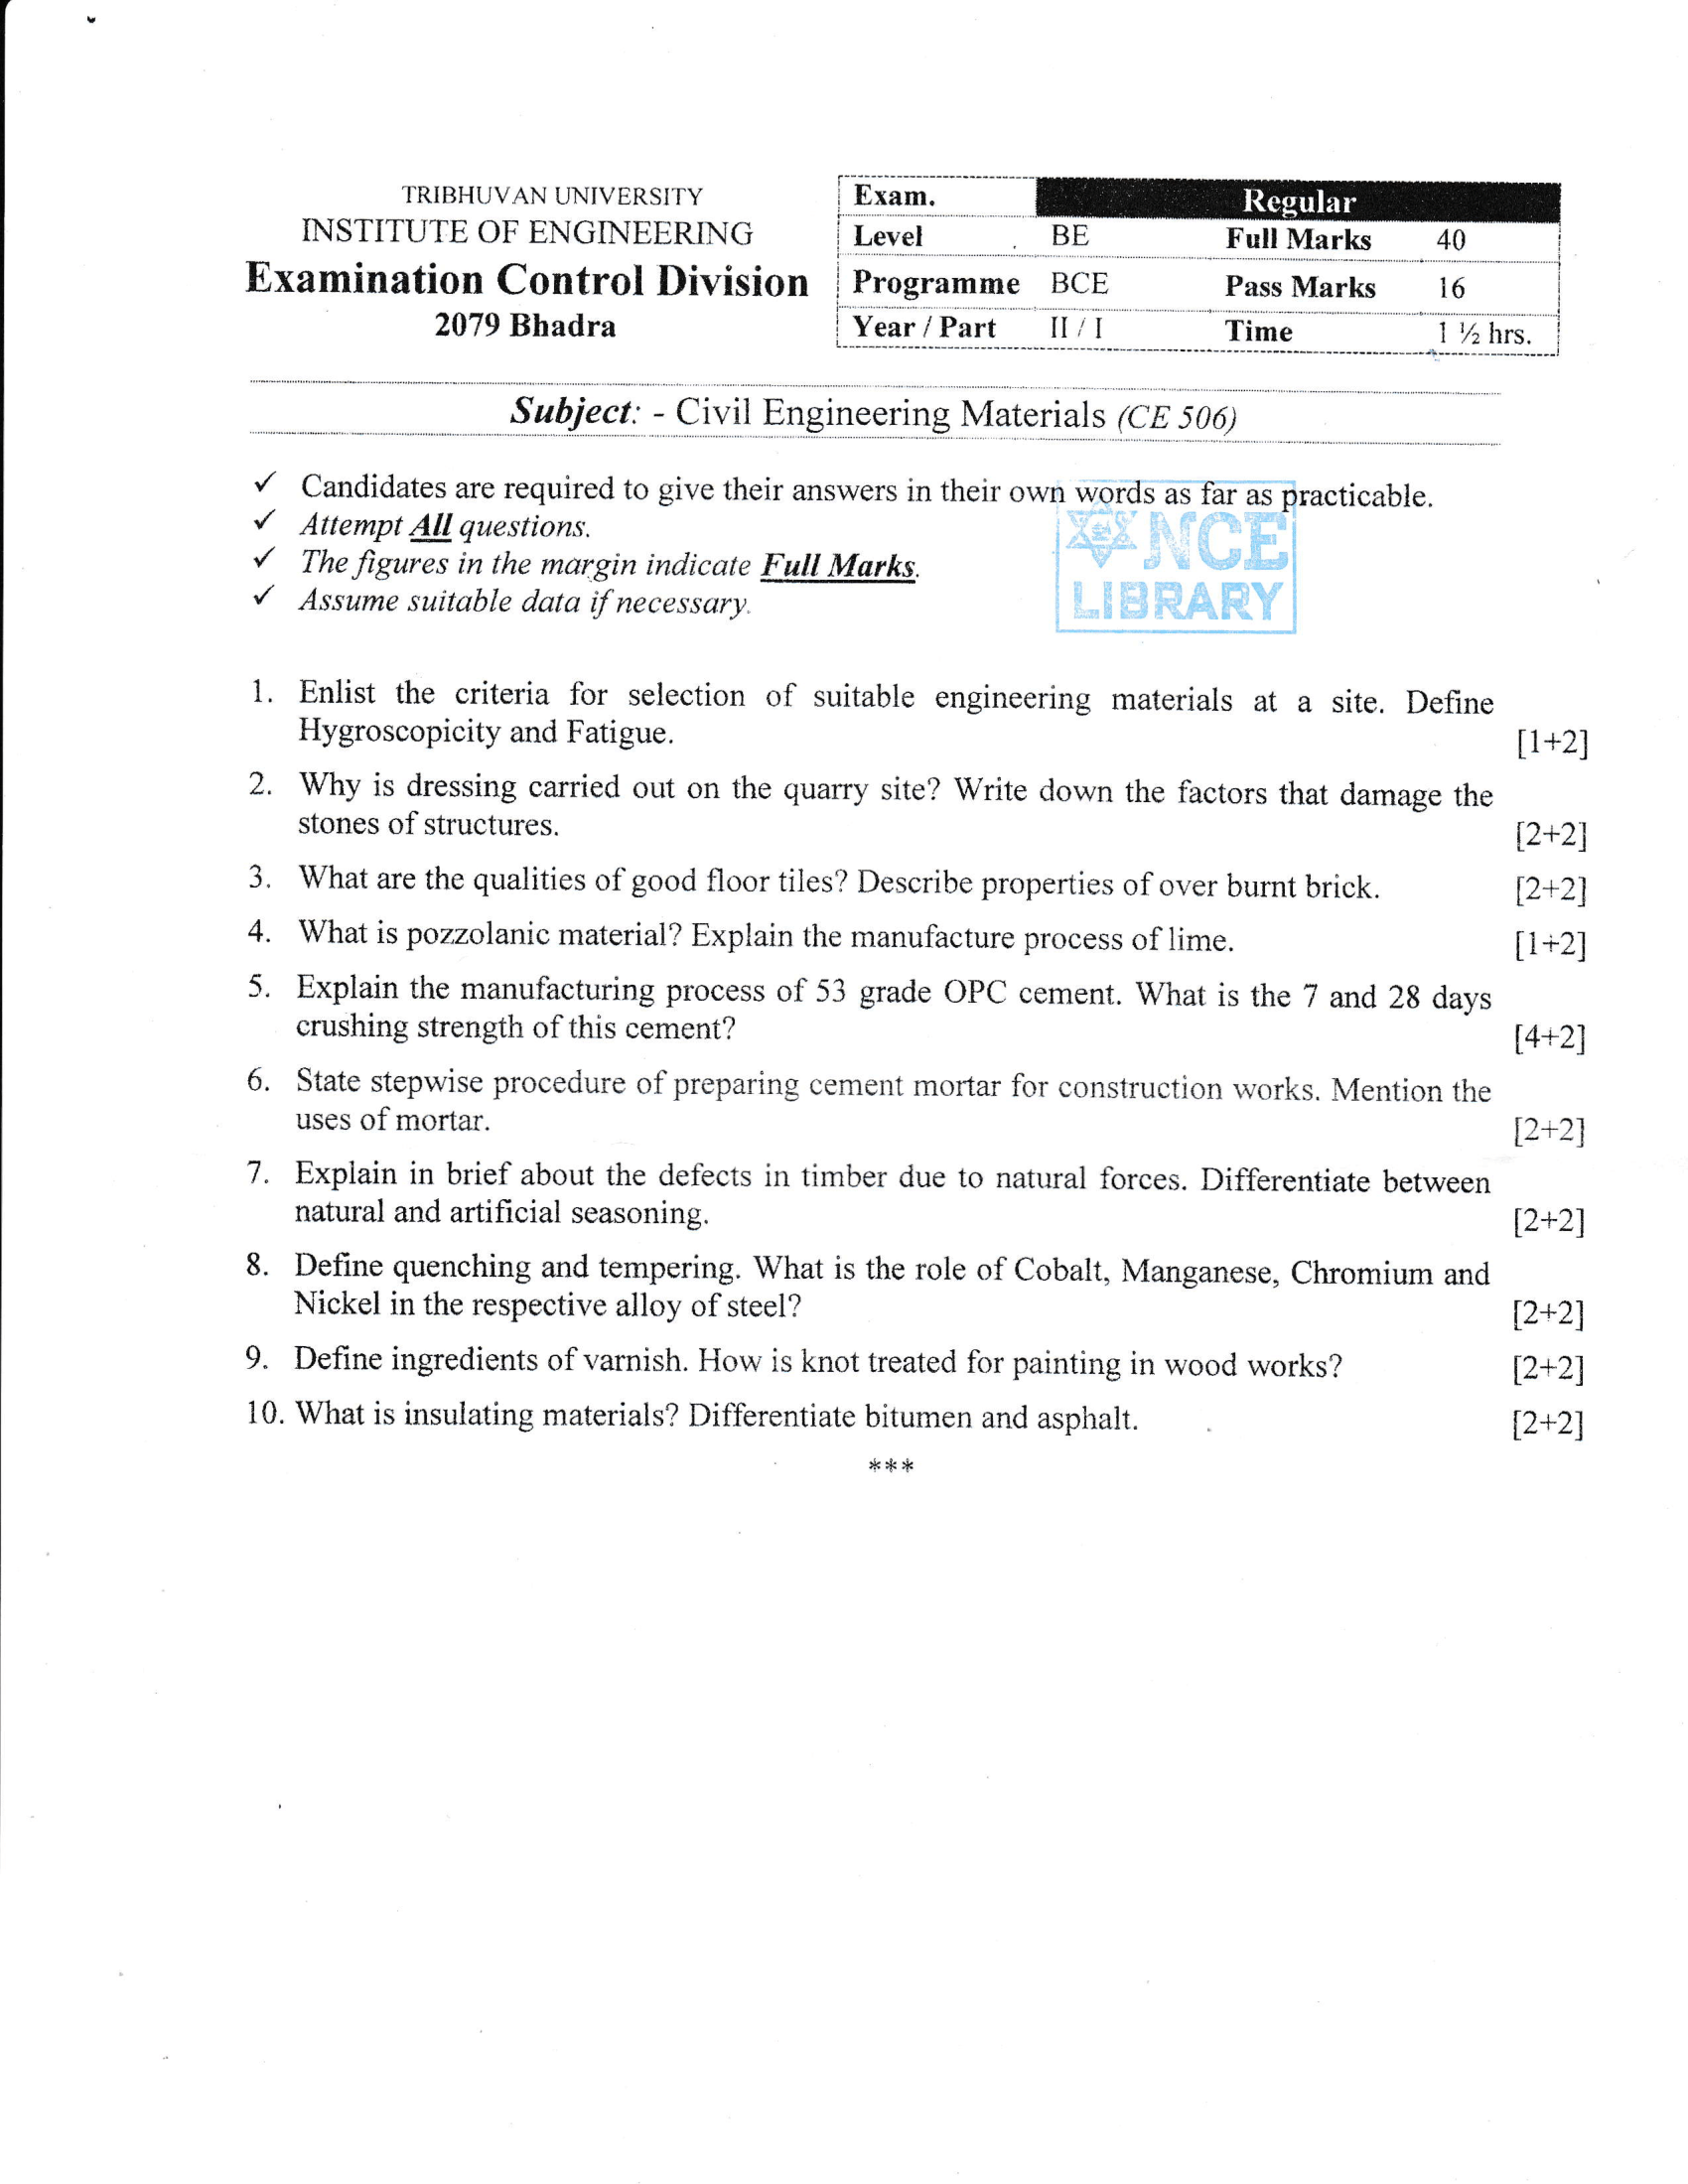 TRIBHUVAN UNIVERSITY
INSTITUTE OF ENGINEERING
Examination Control Division
2079 Bhadra
Exam. Regular
Level BE Full Marks 40
Programme BCE Pass Marks 16
Year / Part II / I Time 1 ½ hrs.
Subject: - Civil Engineering Materials (CE 506)
✓ Candidates are required to give their answers in their own words as far as practicable.
✓ Attempt All questions.
✓ The figures in the margin indicate Full Marks.
✓ Assume suitable data if necessary.
NCE
LIBRARY
1. Enlist the criteria for selection of suitable engineering materials at a site. Define
Hygroscopicity and Fatigue. [1+2]
2. Why is dressing carried out on the quarry site? Write down the factors that damage the
stones of structures. [2+2]
3. What are the qualities of good floor tiles? Describe properties of over burnt brick. [2+2]
4. What is pozzolanic material? Explain the manufacture process of lime. [1+2]
5. Explain the manufacturing process of 53 grade OPC cement. What is the 7 and 28 days
crushing strength of this cement? [4+2]
6. State stepwise procedure of preparing cement mortar for construction works. Mention the
uses of mortar. [2+2]
7. Explain in brief about the defects in timber due to natural forces. Differentiate between
natural and artificial seasoning. [2+2]
8. Define quenching and tempering. What is the role of Cobalt, Manganese, Chromium and
Nickel in the respective alloy of steel? [2+2]
9. Define ingredients of varnish. How is knot treated for painting in wood works? [2+2]
10. What is insulating materials? Differentiate bitumen and asphalt. [2+2]
***